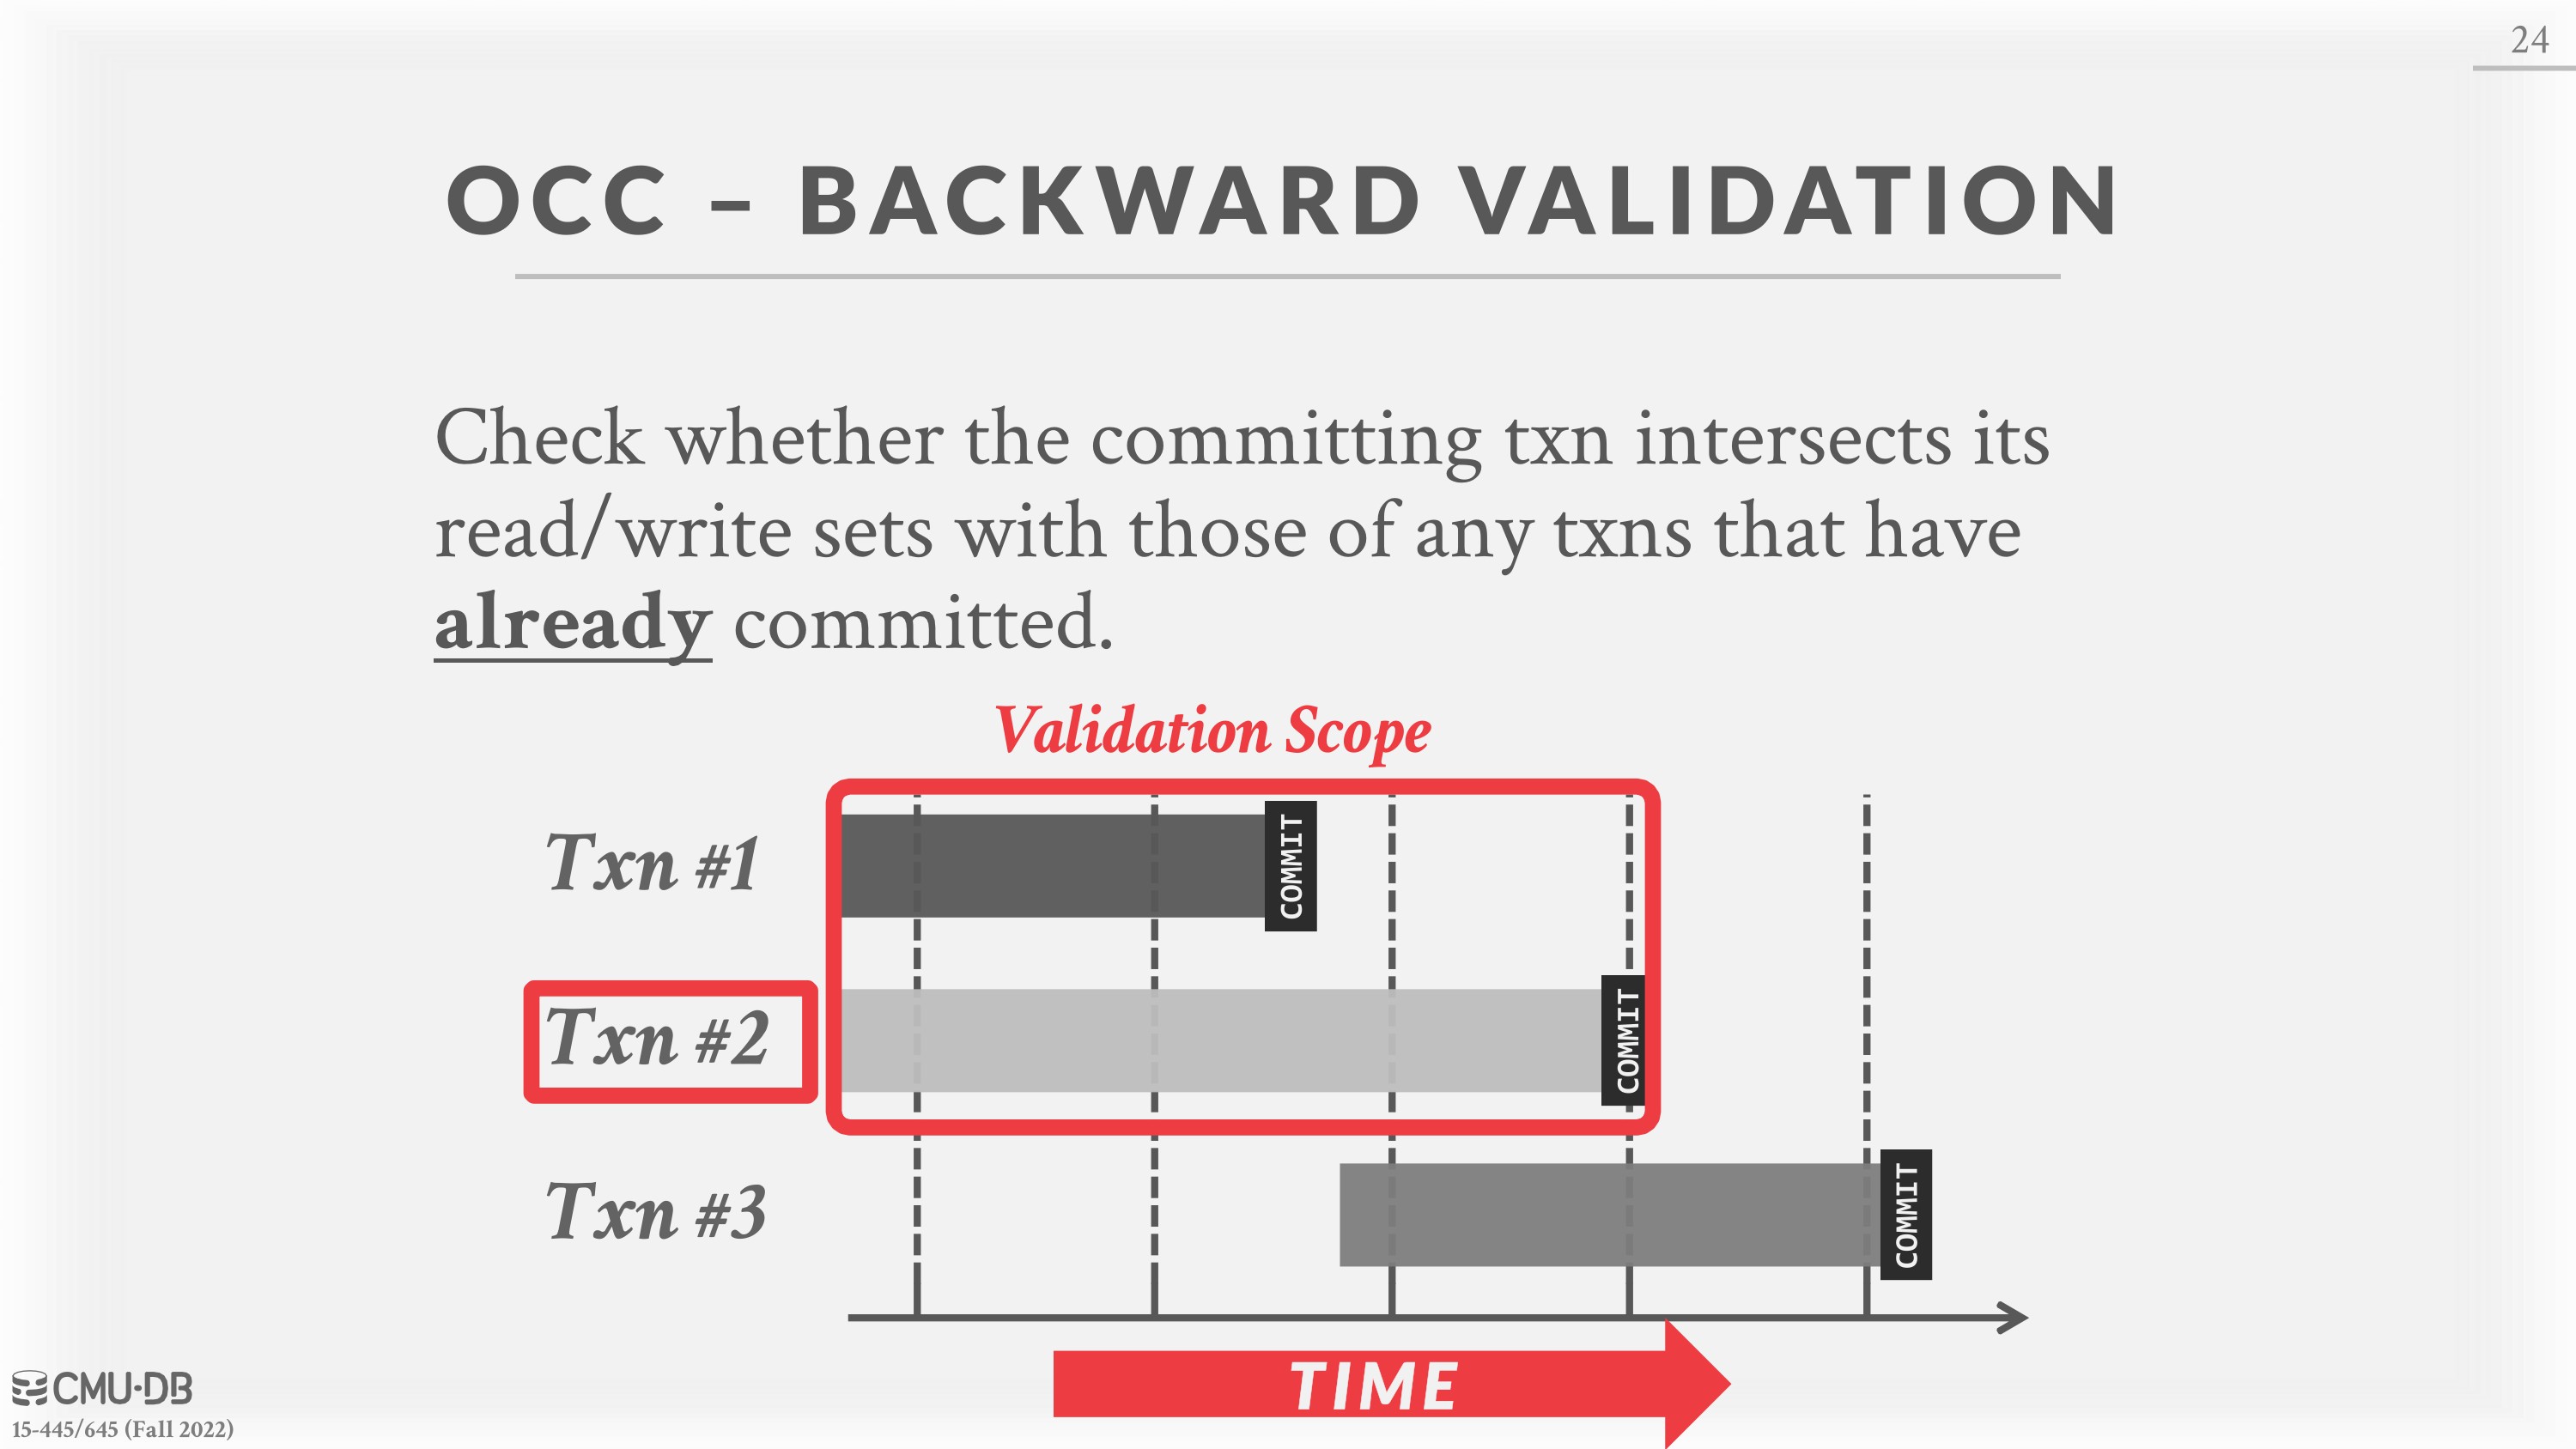 24
OCC – BACKWARD VALIDATION
Check whether the committing txn intersects its
read/write sets with those of any txns that have
already committed.
Validation Scope
Txn #1
COMMIT
Txn #2
COMMIT
Txn #3
COMMIT
TIME
CMU·DB
15-445/645 (Fall 2022)